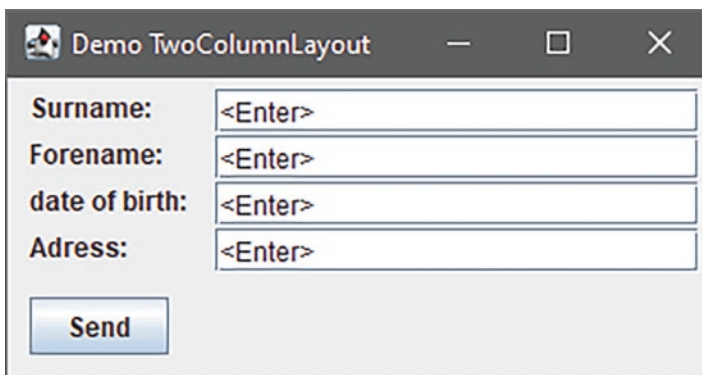 Demo TwoColumnLayout
Surname: <Enter>
Forename: <Enter>
date of birth: <Enter>
Adress: <Enter>
Send